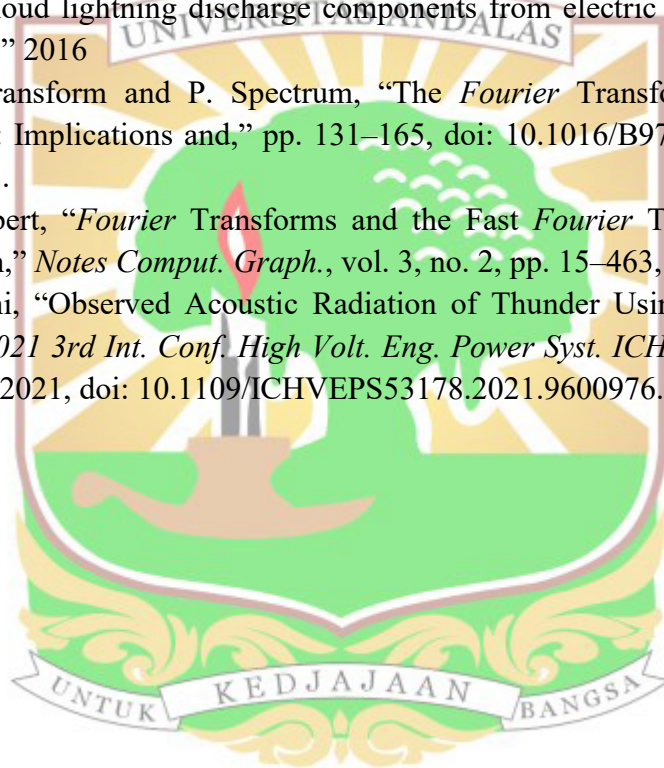 oud lightning discharge components from electric
UNIVERSITAS ANDALAS
” 2016
ransform and P. Spectrum, “The Fourier Transfo
: Implications and,” pp. 131–165, doi: 10.1016/B97
.
bert, “Fourier Transforms and the Fast Fourier T
n,” Notes Comput. Graph., vol. 3, no. 2, pp. 15–463,
ni, “Observed Acoustic Radiation of Thunder Usin
021 3rd Int. Conf. High Volt. Eng. Power Syst. ICH
2021, doi: 10.1109/ICHVEPS53178.2021.9600976.
UNTUK KEDJAJAAN BANGSA